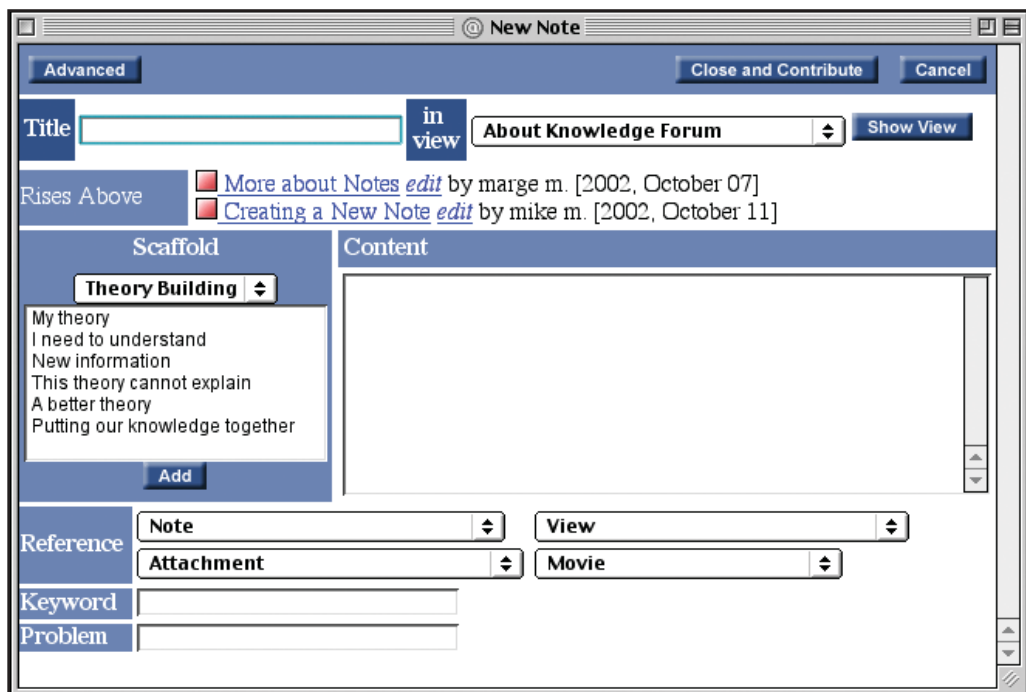 New Note
Advanced Close and Contribute Cancel
Title in view About Knowledge Forum Show View
Rises Above
More about Notes edit by marge m. [2002, October 07]
Creating a New Note edit by mike m. [2002, October 11]
Scaffold
Theory Building
My theory
I need to understand
New information
This theory cannot explain
A better theory
Putting our knowledge together
Add
Content
Reference
Note View
Attachment Movie
Keyword
Problem